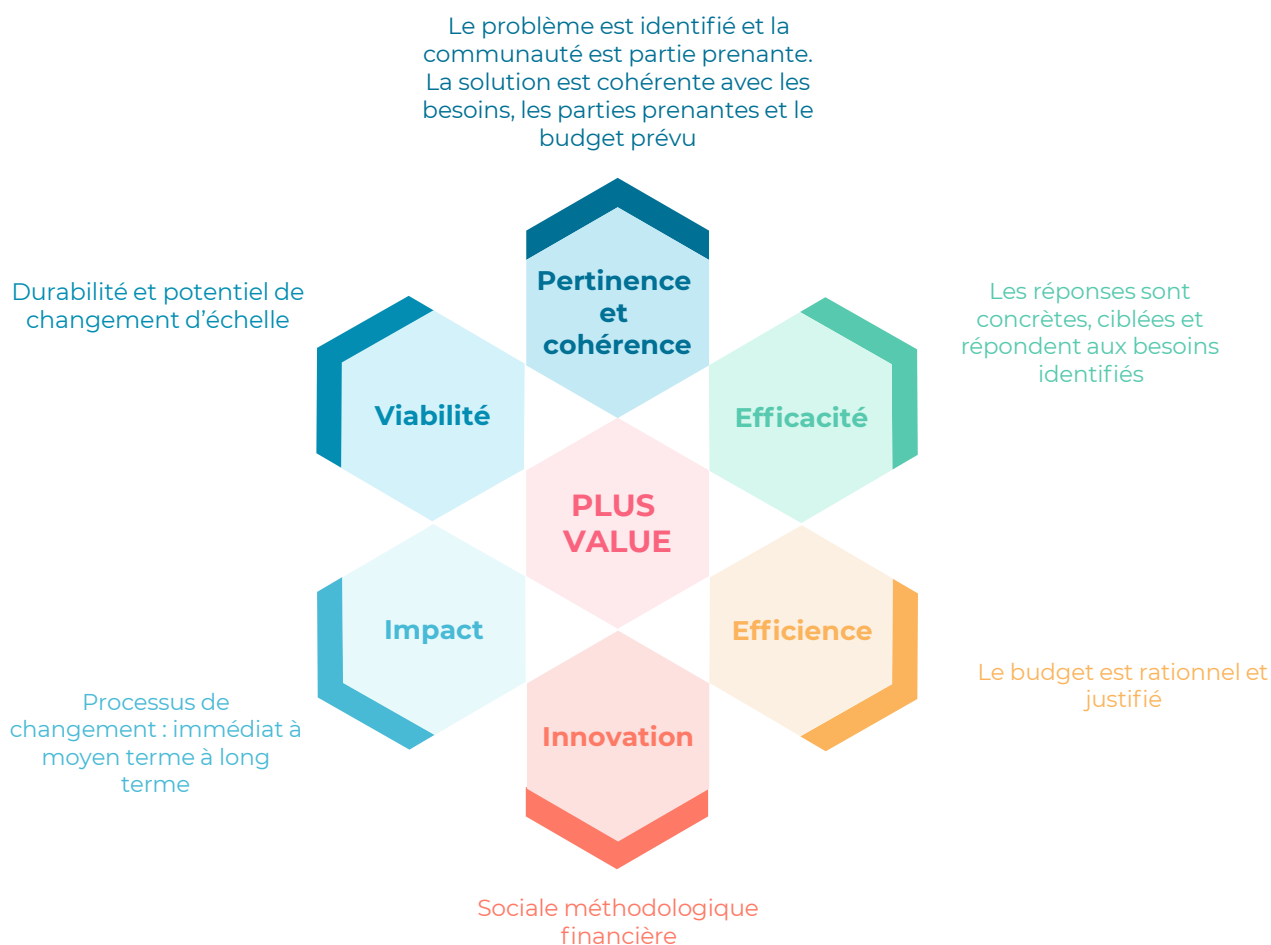 Le problème est identifié et la
communauté est partie prenante.
La solution est cohérente avec les
besoins, les parties prenantes et le
budget prévu
Pertinence
et
cohérence
Durabilité et potentiel de
changement d’échelle
Viabilité
Les réponses sont
concrètes, ciblées et
répondent aux besoins
identifiés
Efficacité
PLUS
VALUE
Impact
Processus de
changement : immédiat à
moyen terme à long
terme
Efficience
Le budget est rationnel et
justifié
Innovation
Sociale méthodologique
financière